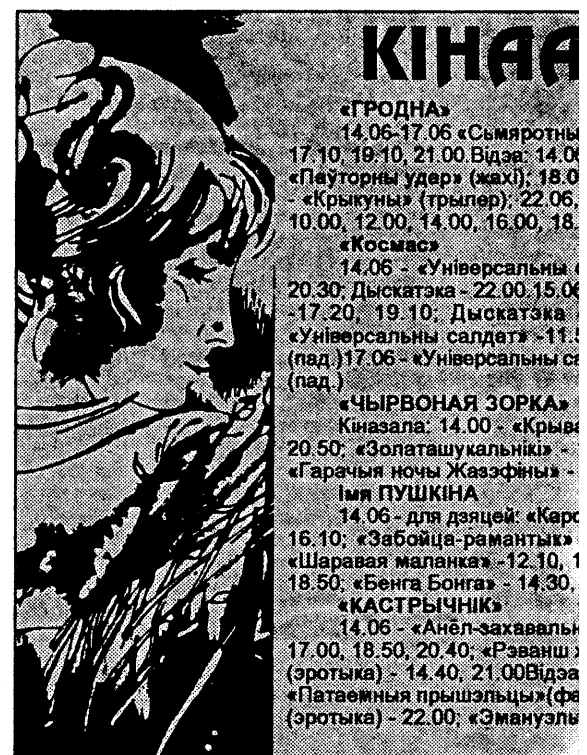 КІНАА
«ГРОДНА»
14.06-17.06 «Сьмяротны
17.10, 19.10, 21.00.Відэа: 14.06
«Паўторны удар» (жахі); 18.0
- «Крыкуны» (трылер); 22.06,
10.00, 12.00, 14.00, 16.00, 18.
«Космас»
14.06 - «Універсальны с
20.30; Дыскатэка - 22.00.15.06
-17.20, 19.10; Дыскатэка
«Універсальны салдат» -11.5
(пад.)17.06 - «Універсальны са
(пад.)
«ЧЫРВОНАЯ ЗОРКА»
Кіназала: 14.00 - «Крыва
20.50; «Золаташукальнікі» -
«Гарачыя ночы Жазэфіны» -
Імя ПУШКІНА
14.06 - для дзяцей: «Каро
16.10; «Забойца-рамантык»
«Шаравая маланка» -12.10, 1
18.50; «Бенга Бонга» - 14.30,
«КАСТРЫЧНІК»
14.06 - «Анёл-захавальн
17.00, 18.50, 20.40; «Рэванш х
(эротыка) - 14.40, 21.00Відэа
«Патаемныя прышэльцы»(фа
(эротыка) - 22.00; «Эмануэль